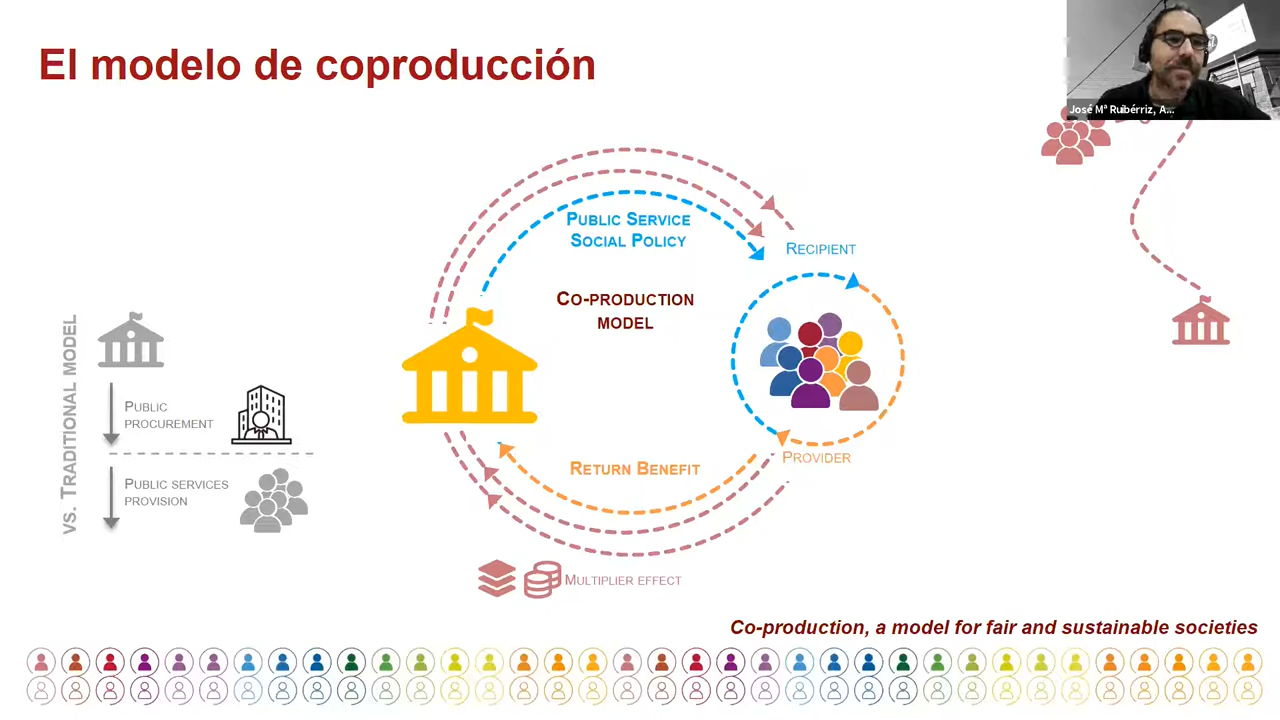 El modelo de coproducción
José Mª Ruibérriz, A...
PUBLIC SERVICE
SOCIAL POLICY
RECIPIENT
CO-PRODUCTION
MODEL
VS. TRADITIONAL MODEL
PUBLIC
PROCUREMENT
PUBLIC SERVICES
PROVISION
RETURN BENEFIT
PROVIDER
MULTIPLIER EFFECT
Co-production, a model for fair and sustainable societies